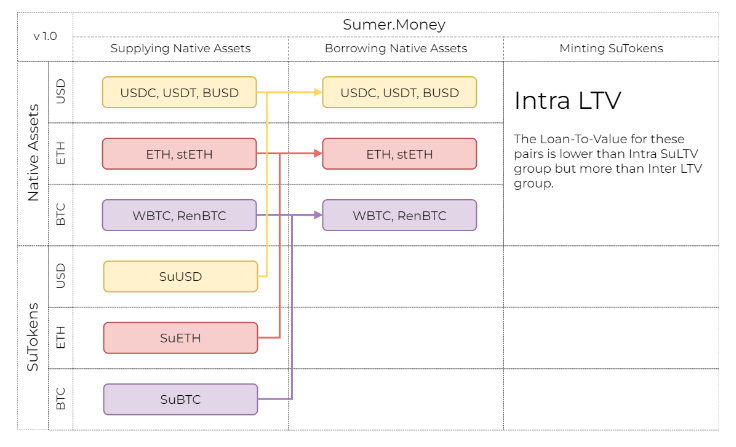 v 1.0
Sumer.Money
Supplying Native Assets
Borrowing Native Assets
Minting SuTokens
Native Assets
USD
USDC, USDT, BUSD
USDC, USDT, BUSD
Intra LTV
The Loan-To-Value for these
pairs is lower than Intra SuLTV
group but more than Inter LTV
group.
ETH
ETH, stETH
ETH, stETH
BTC
WBTC, RenBTC
WBTC, RenBTC
SuTokens
USD
SuUSD
ETH
SuETH
BTC
SuBTC